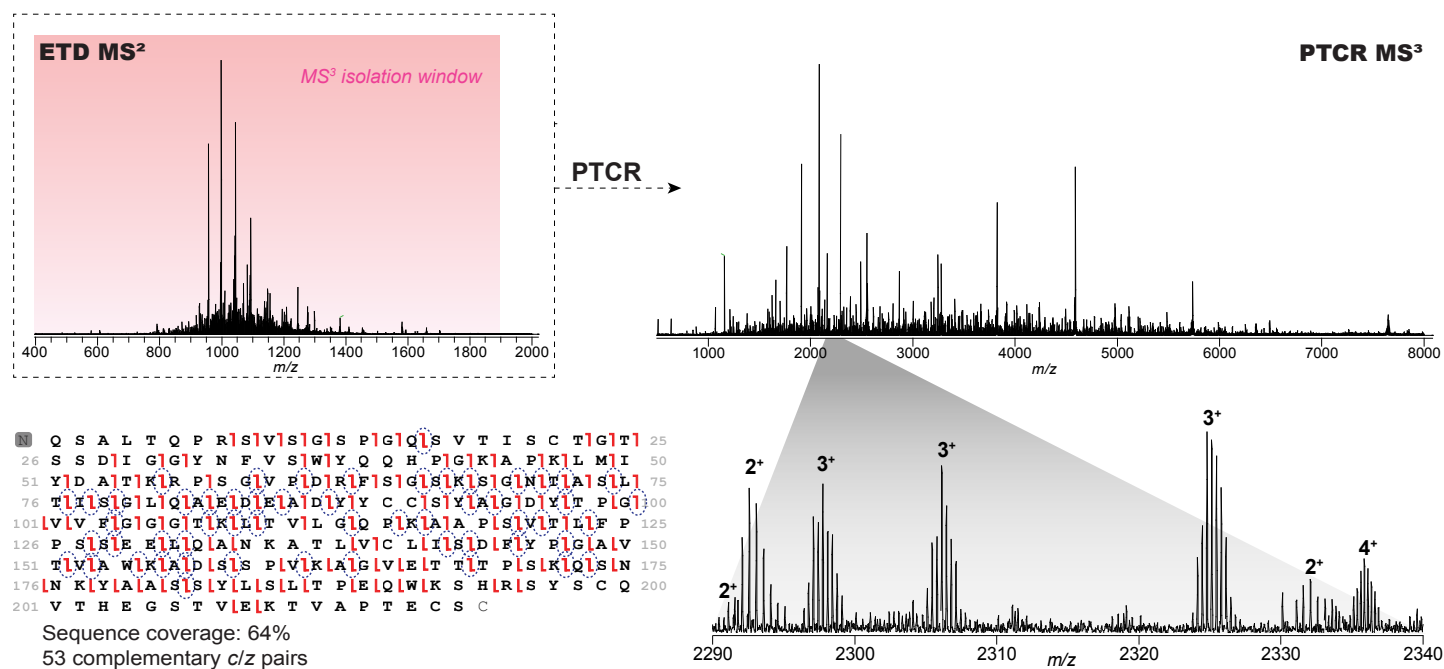 ETD MS²
MS³ isolation window
400 600 800 1000 1200 1400 1600 1800 2000
m/z
PTCR
PTCR MS³
1000 2000 3000 4000 5000 6000 7000 8000
m/z
N Q S A L T Q P R S V S G S P G Q S V T I S C T G T 25
26 S S D I G G Y N F V S W Y Q Q H P G K A P K L M I 50
51 Y D A T K R P S G V P D R F S G S K S G N T A S L 75
76 T I S G L Q A E D E A D Y Y C C S Y A G D Y T P G 100
101 V V F G G G T K L T V L G Q P K A A P S V T L F P 125
126 P S S E E L Q A N K A T L V C L I S D F Y P G A V 150
151 T V A W K A D S S P V K A G V E T T T P S K Q S N 175
176 N K Y A A S S Y L S L T P E Q W K S H R S Y S C Q 200
201 V T H E G S T V E K T V A P T E C S C
Sequence coverage: 64%
53 complementary c/z pairs
2⁺ 2⁺ 3⁺ 3⁺ 3⁺ 2⁺ 4⁺
2290 2300 2310 2320 2330 2340
m/z